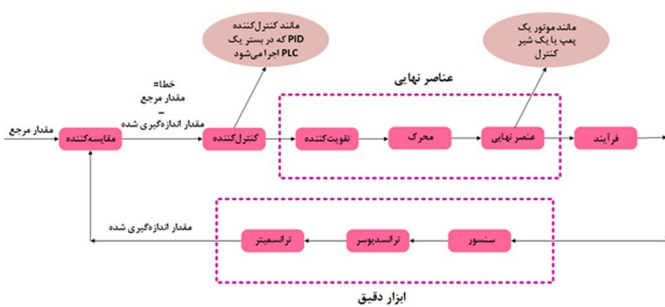 مانند کنترل‌کننده
PID که در بستر یک
PLC اجرا می‌شود
مانند موتور یک
پمپ یا یک شیر
کنترل
عناصر نهایی
خطا=
مقدار مرجع
–
مقدار اندازه‌گیری شده
مقدار مرجع
مقایسه‌کننده
کنترل‌کننده
تقویت‌کننده
محرک
عنصر نهایی
فرآیند
مقدار اندازه‌گیری شده
ترانسمیتر
ترانسدیوسر
سنسور
ابزار دقیق